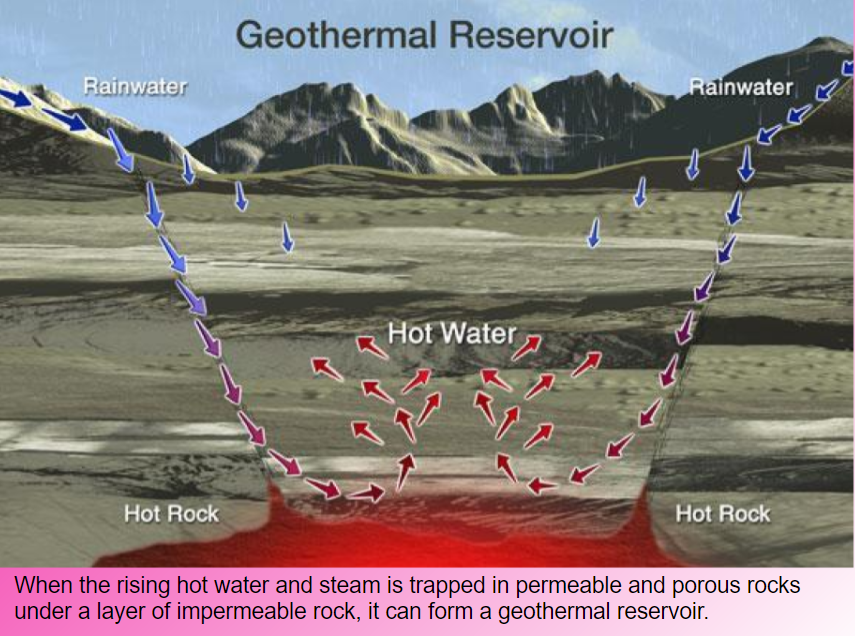 Geothermal Reservoir
Rainwater
Rainwater
Hot Water
Hot Rock
Hot Rock
When the rising hot water and steam is trapped in permeable and porous rocks
under a layer of impermeable rock, it can form a geothermal reservoir.